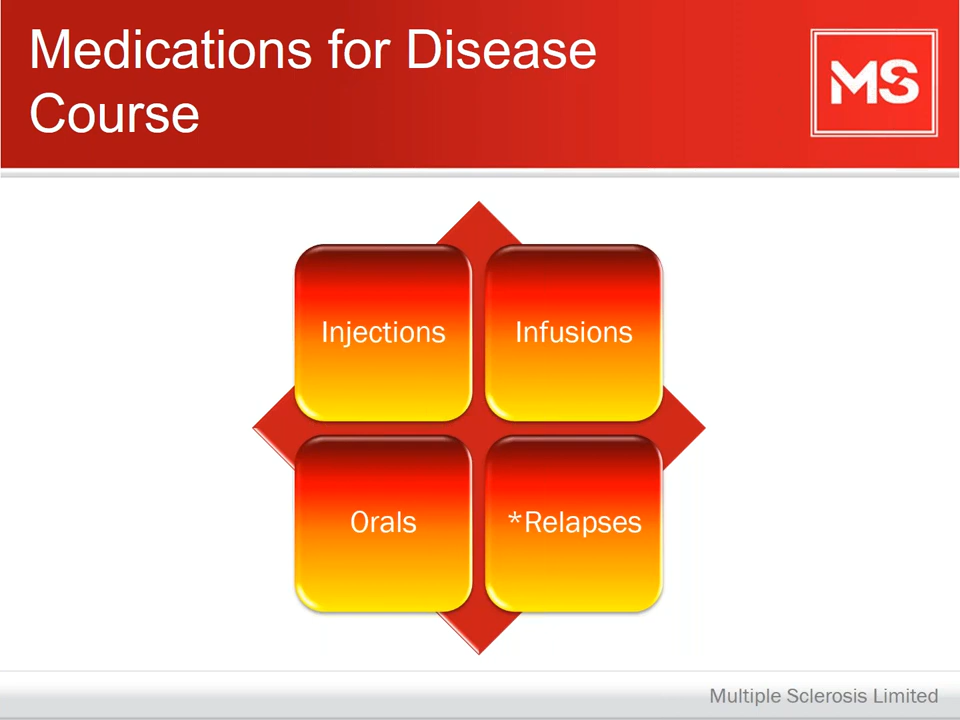 Medications for Disease
Course
MS
Injections
Infusions
Orals
*Relapses
Multiple Sclerosis Limited